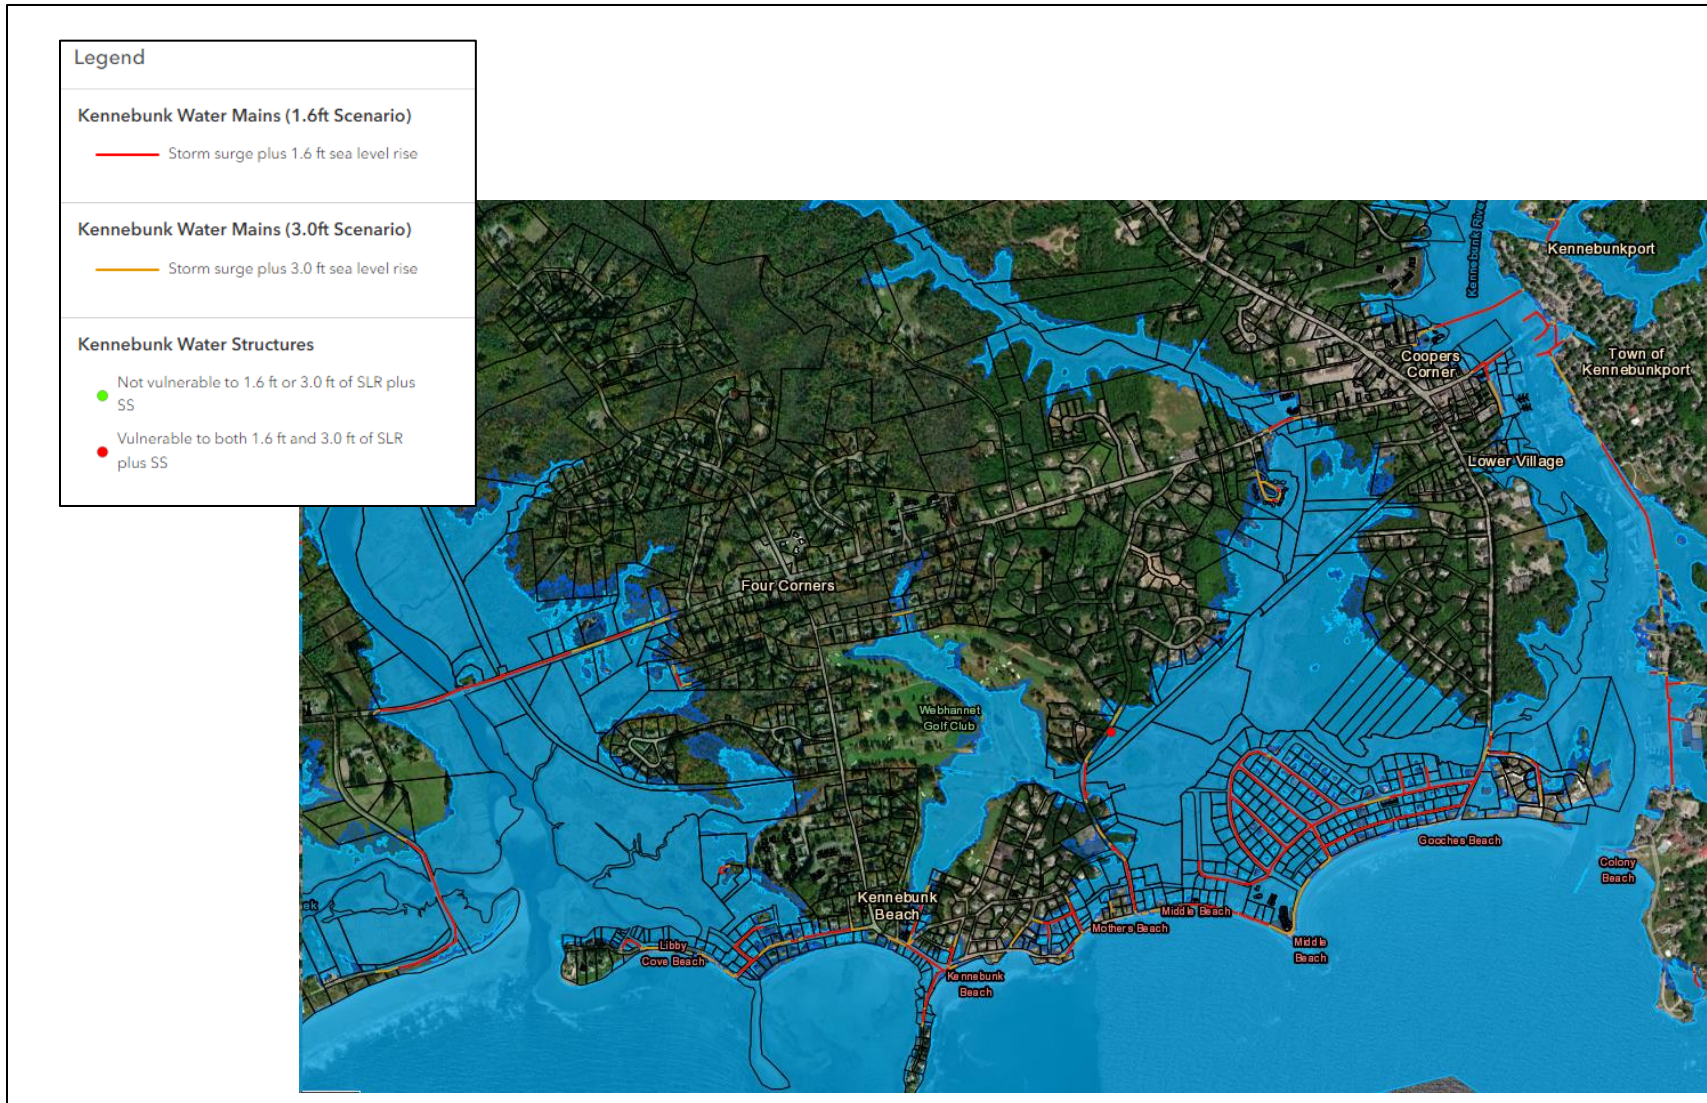 Legend
Kennebunk Water Mains (1.6ft Scenario)
Storm surge plus 1.6 ft sea level rise
Kennebunk Water Mains (3.0ft Scenario)
Storm surge plus 3.0 ft sea level rise
Kennebunk Water Structures
Not vulnerable to 1.6 ft or 3.0 ft of SLR plus
SS
Vulnerable to both 1.6 ft and 3.0 ft of SLR
plus SS
Kennebunk River
Kennebunkport
Town of
Kennebunkport
Coopers
Corner
Lower Village
Four Corners
Webhannet
Golf Club
Gooches Beach
Colony
Beach
ek
Kennebunk
Beach
Middle Beach
Mothers Beach
Middle
Beach
Libby
Cove Beach
Kennebunk
Beach